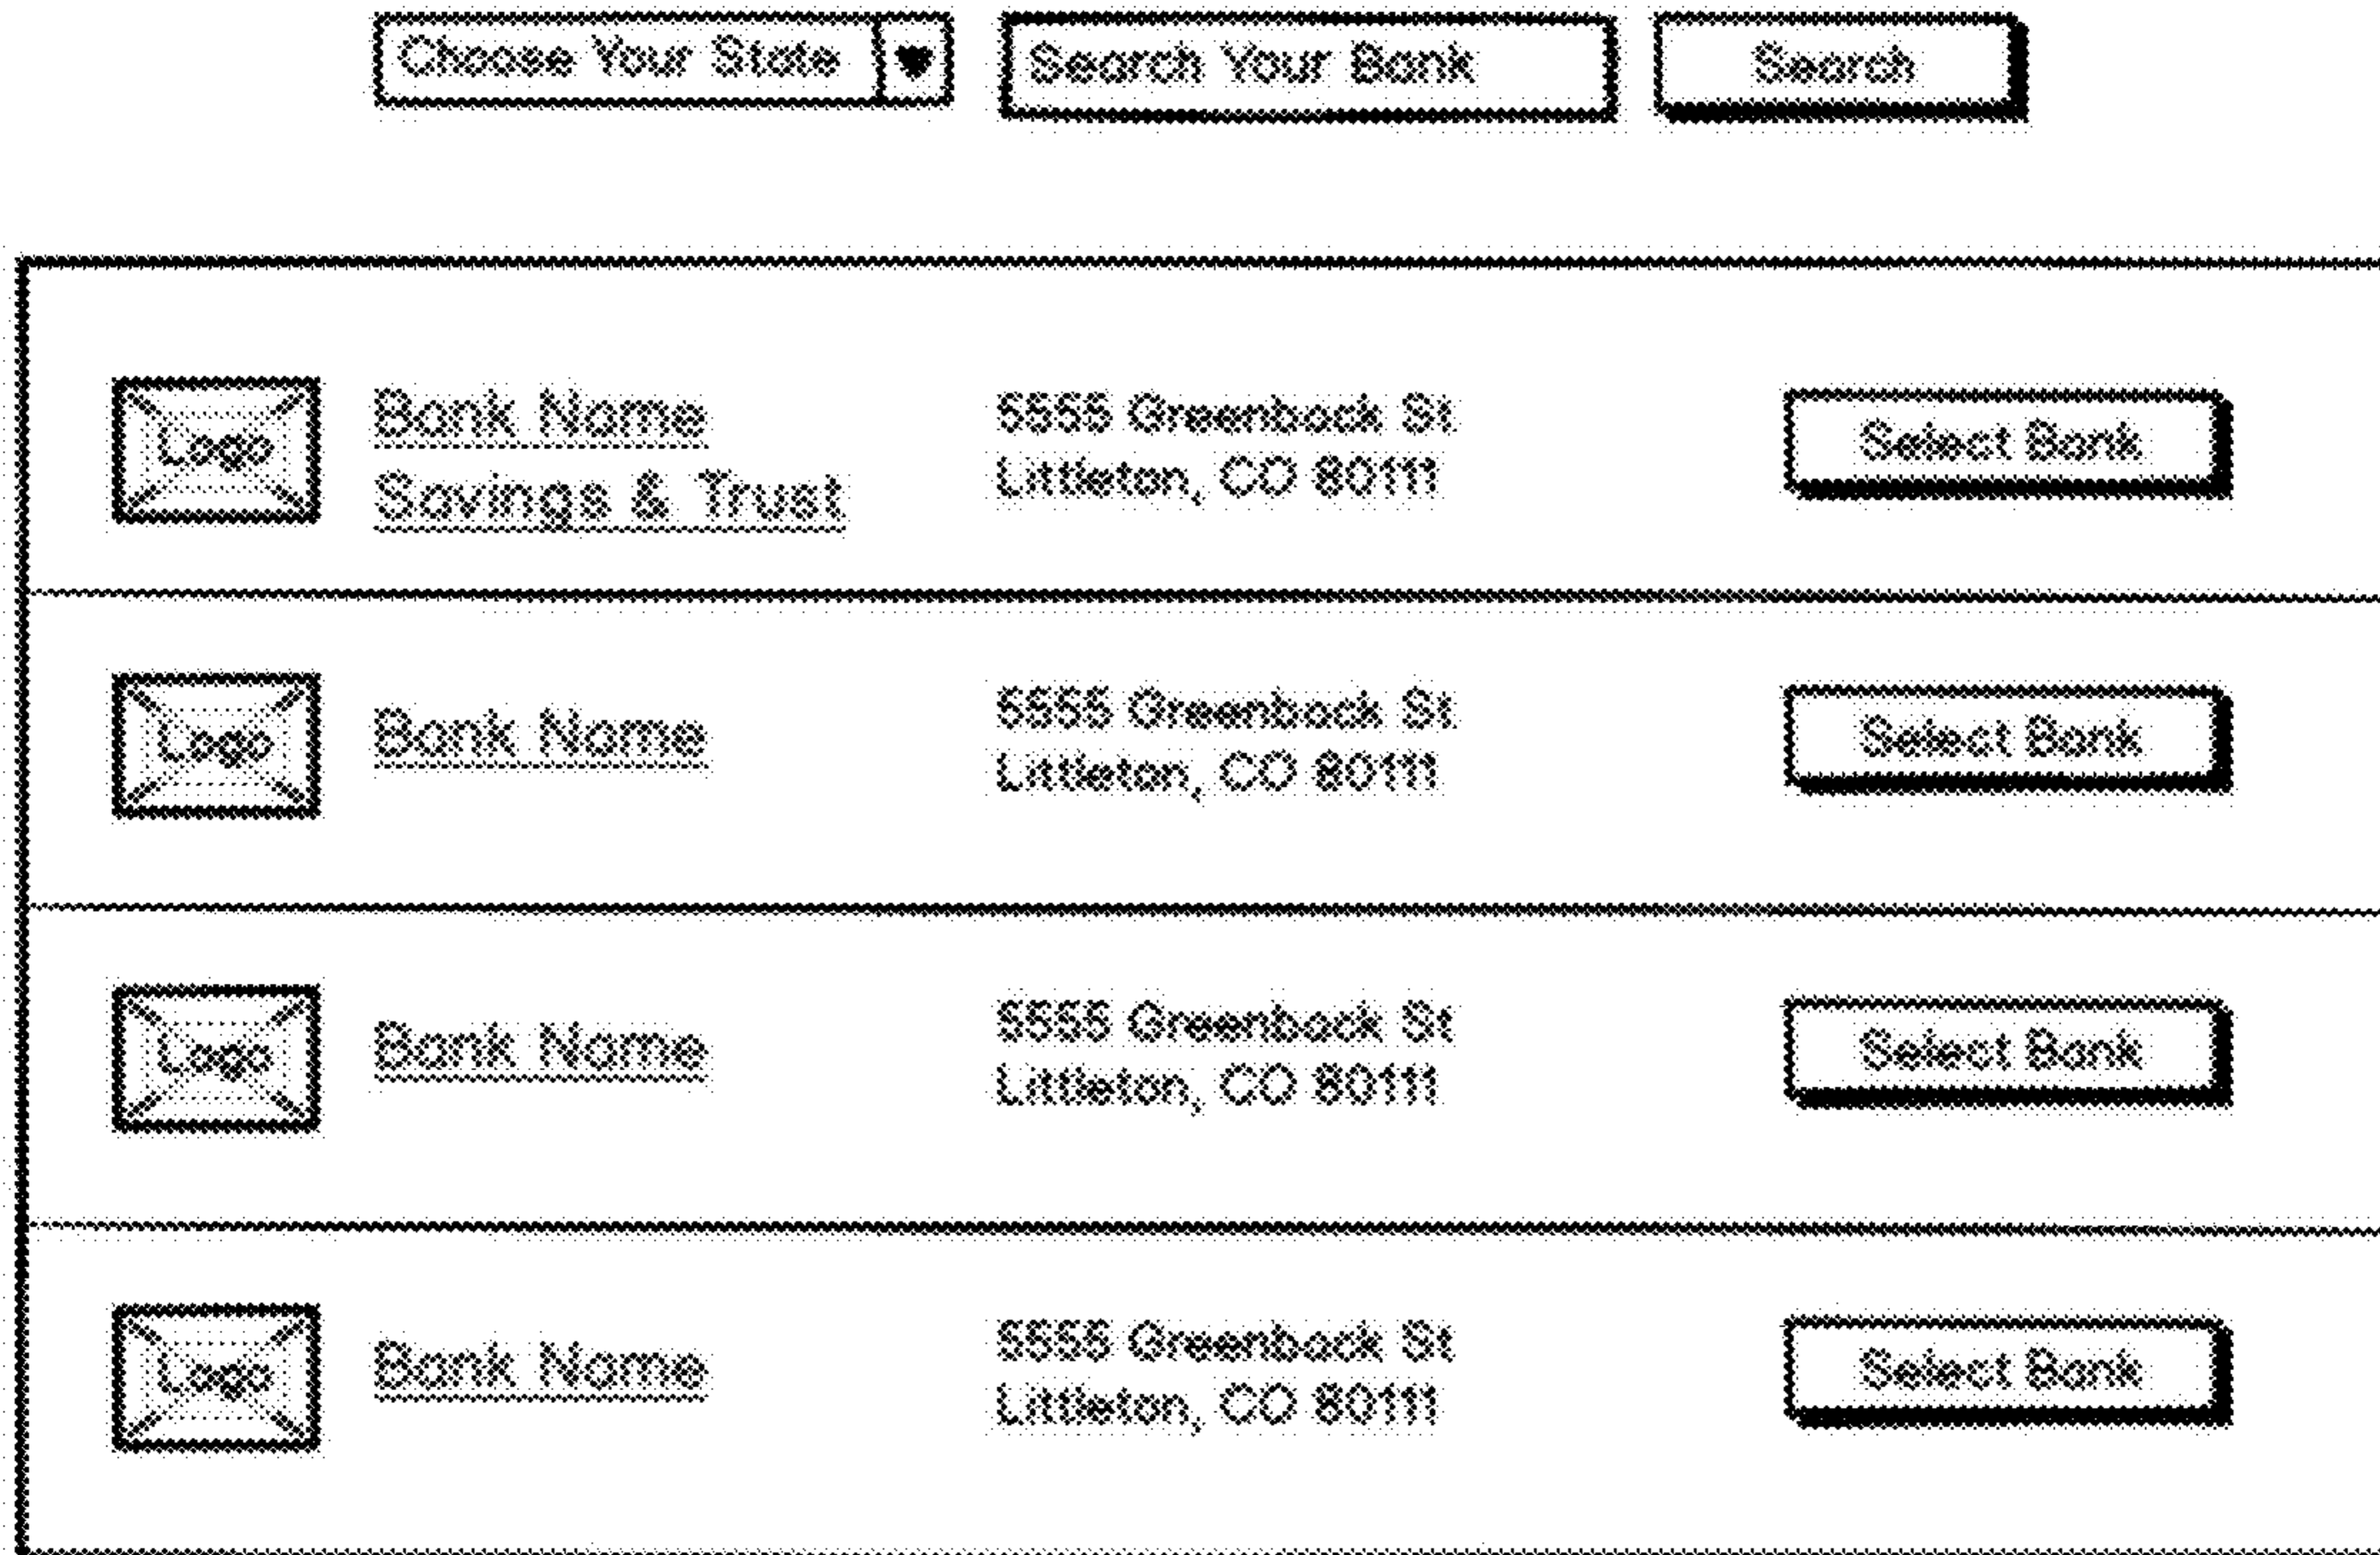 Choose Your State
Search Your Bank
Search
Logo
Bank Name
Savings & Trust
5555 Greenback St
Littleton, CO 80111
Select Bank
Logo
Bank Name
5555 Greenback St
Littleton, CO 80111
Select Bank
Logo
Bank Name
5555 Greenback St
Littleton, CO 80111
Select Bank
Logo
Bank Name
5555 Greenback St
Littleton, CO 80111
Select Bank